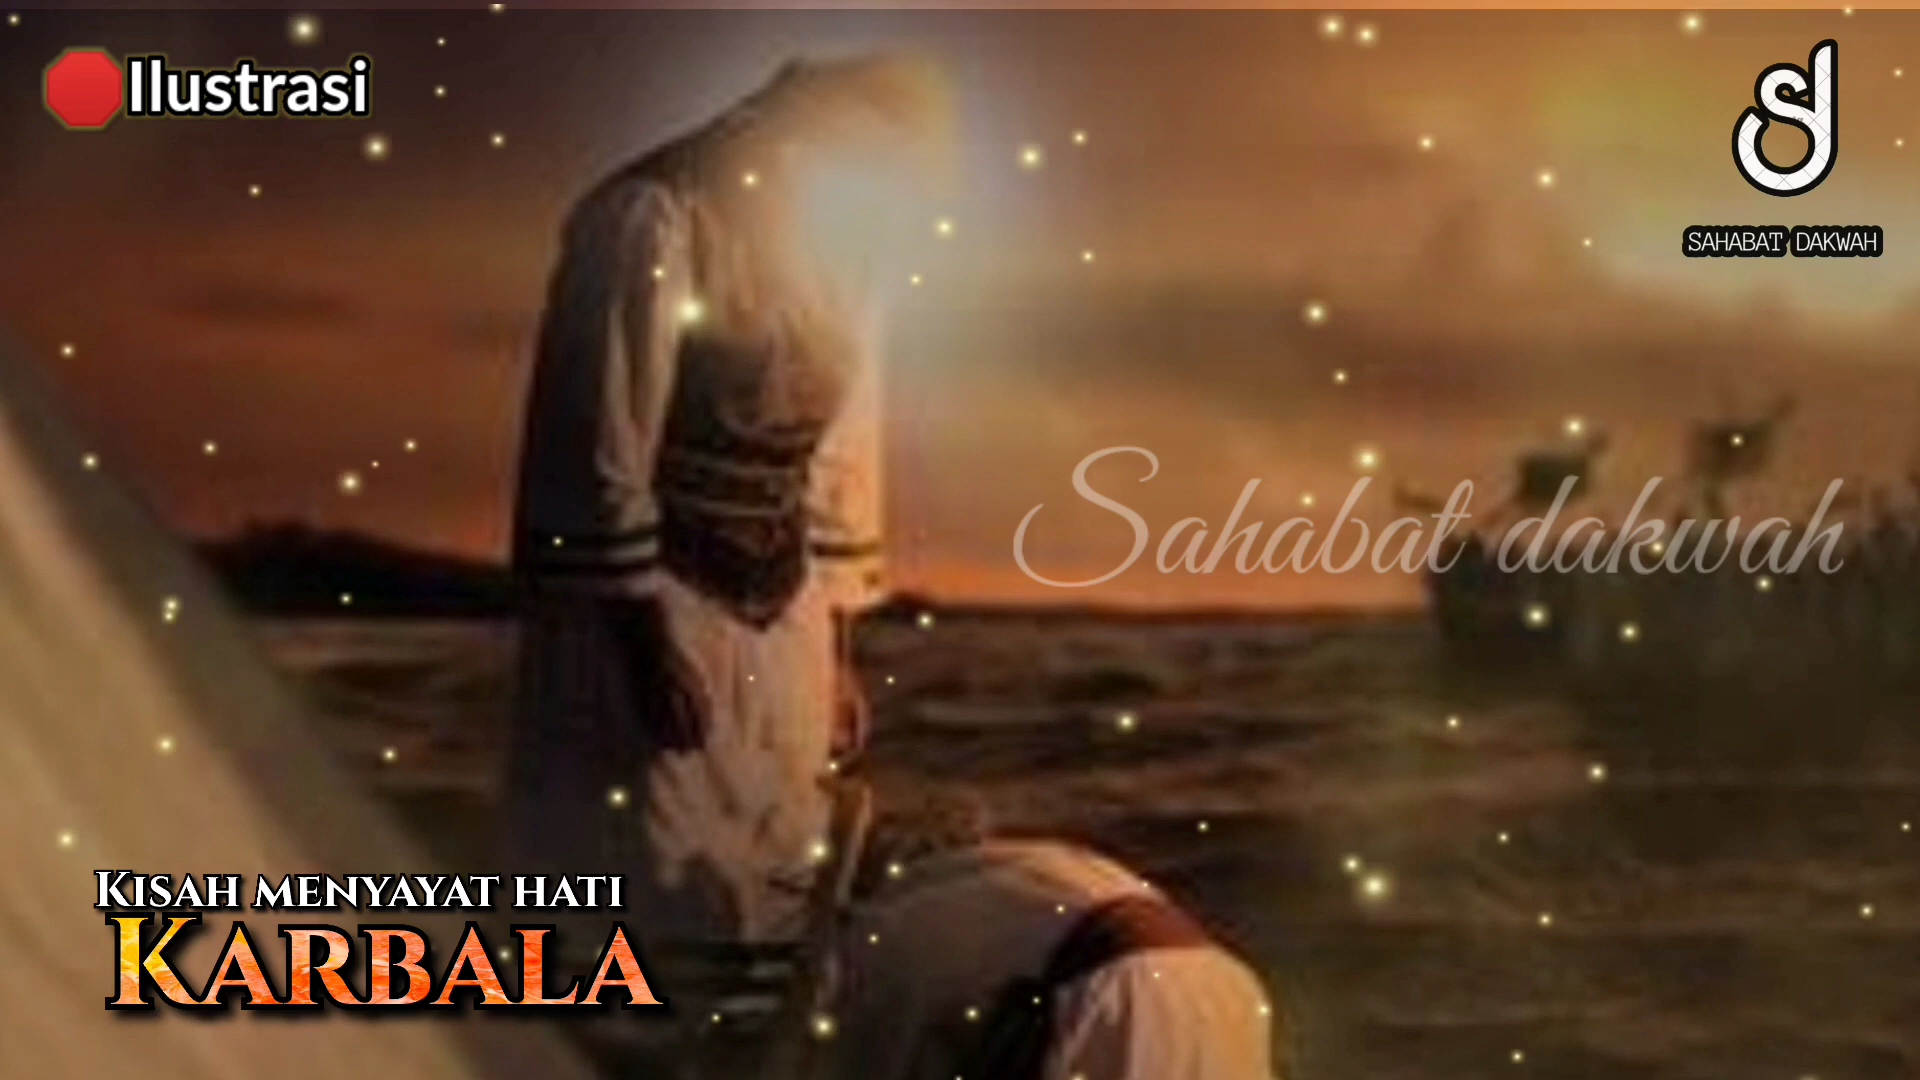 Ilustrasi
SAHABAT DAKWAH
Sahabat dakwah
KISAH MENYAYAT HATI
KARBALA